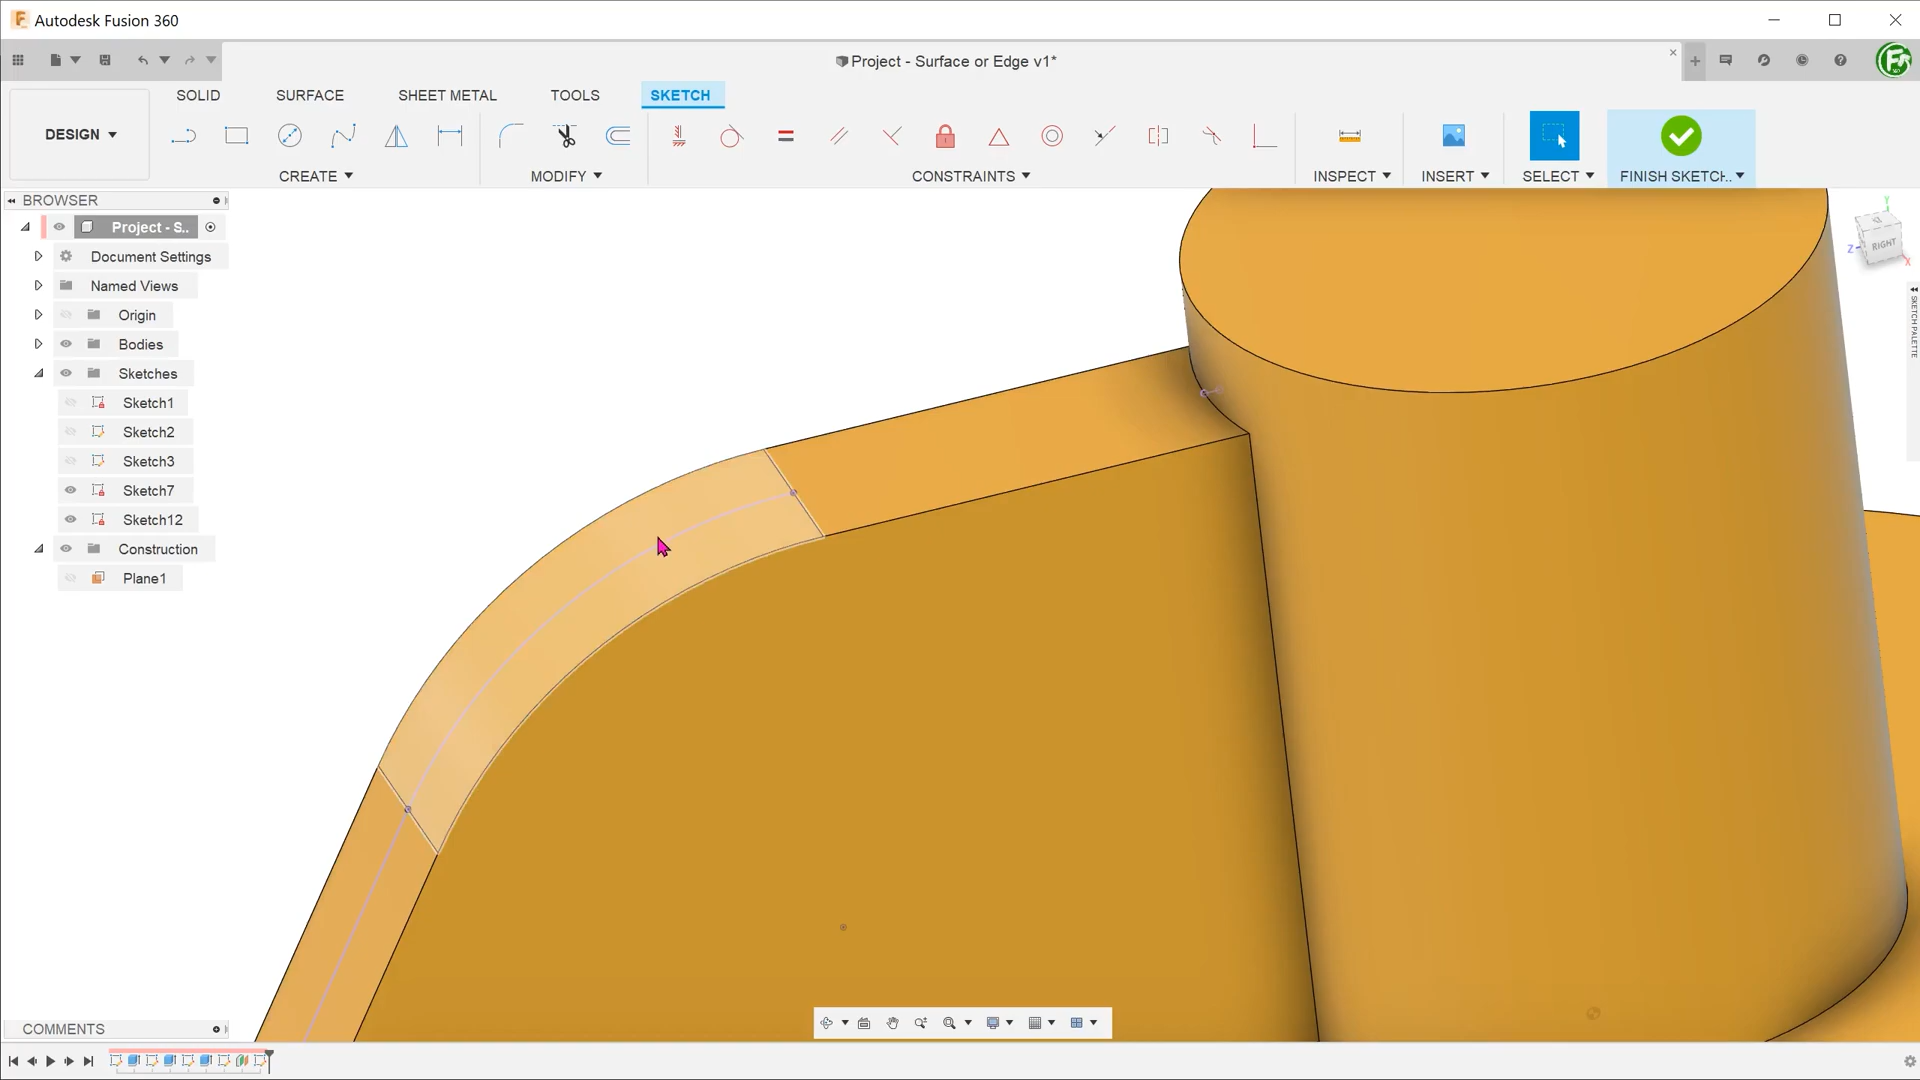 Autodesk Fusion 360
Project - Surface or Edge v1*
SOLID SURFACE SHEET METAL TOOLS SKETCH
DESIGN
CREATE MODIFY CONSTRAINTS INSPECT INSERT SELECT FINISH SKETCH..
BROWSER
Project - S..
Document Settings
Named Views
Origin
Bodies
Sketches
Sketch1
Sketch2
Sketch3
Sketch7
Sketch12
Construction
Plane1
Y
Z
RIGHT
X
SKETCH PALETTE
COMMENTS